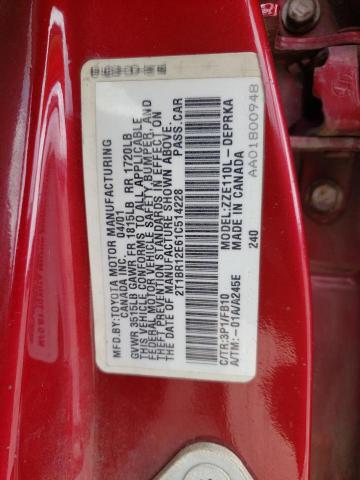 MFD.BY:TOYOTA MOTOR MANUFACTURING
CANADA INC. 04/01
GVWR 3515LB GAWR FR 1815LB RR 1720LB
THIS VEHICLE CONFORMS TO ALL APPLICABLE
FEDERAL MOTOR VEHICLE SAFETY, BUMPER, AND
THEFT PREVENTION STANDARDS IN EFFECT ON
THE DATE OF MANUFACTURE SHOWN ABOVE.
2T1BR12E61C514228 PASS.CAR
C/TR:3P1/FB10 MODEL:ZZE110L-DEPRKA
A/TM:-01A/A245E MADE IN CANADA
240
AA01800948